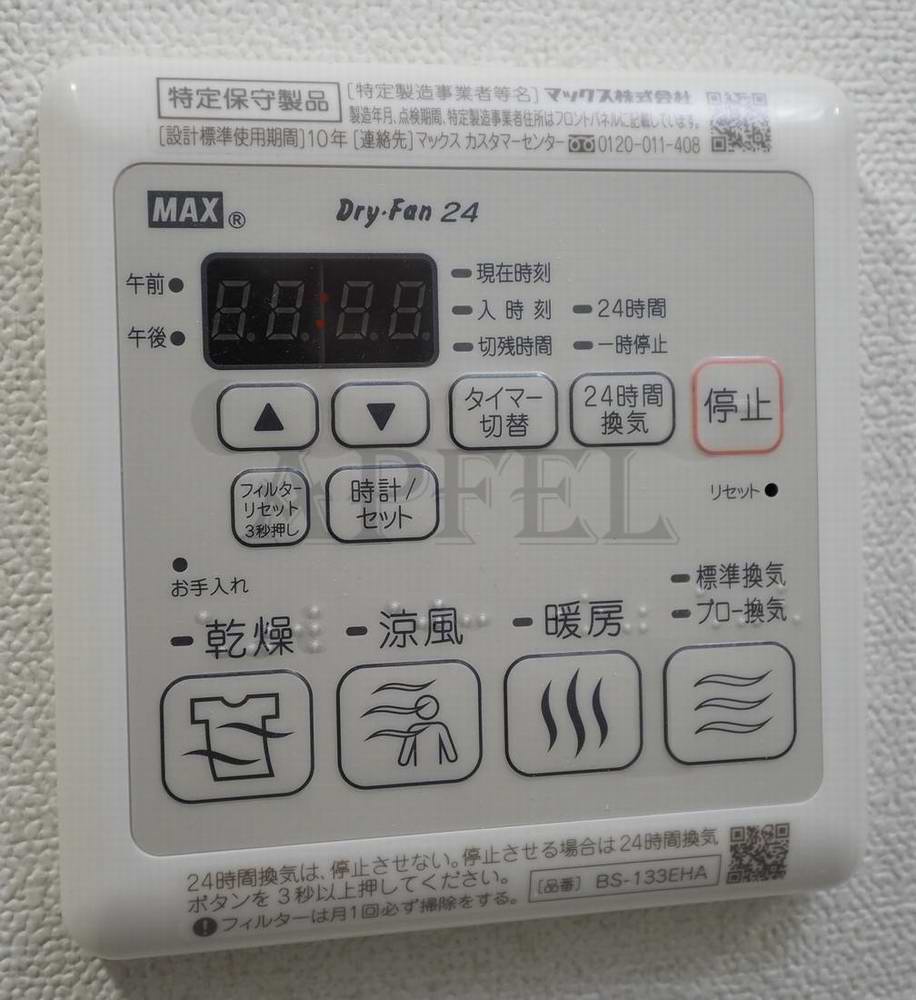 特定保守製品 [特定製造事業者等名] マックス株式会社
製造年月、点検期間、特定製造事業者住所はフロントパネルに記載しています。
[設計標準使用期間]10年 [連絡先] マックス カスタマーセンター 0120-011-408
MAX® Dry・Fan 24
午前
午後
88:88
現在時刻
入時刻 24時間
切残時間 一時停止
▲ ▼
タイマー
切替
24時間
換気
停止
フィルター
リセット
3秒押し
時計/
セット
リセット
APFEL
お手入れ
標準換気
ブロー換気
乾燥 涼風 暖房
24時間換気は、停止させない。停止させる場合は24時間換気
ボタンを3秒以上押してください。
フィルターは月1回必ず掃除をする。
[品番] BS-133EHA